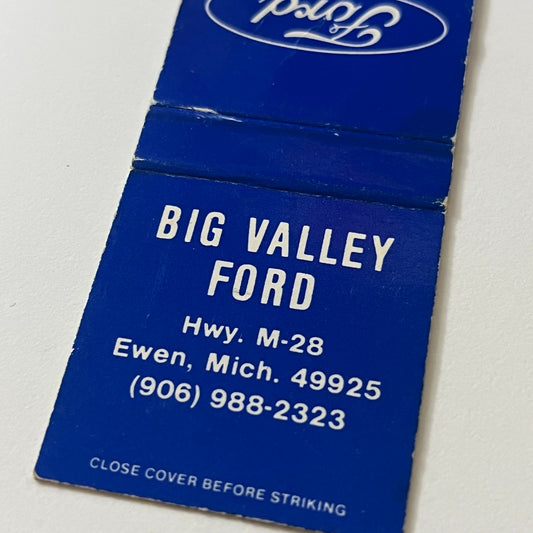 Ford
BIG VALLEY
FORD
Hwy. M-28
Ewen, Mich. 49925
(906) 988-2323
CLOSE COVER BEFORE STRIKING